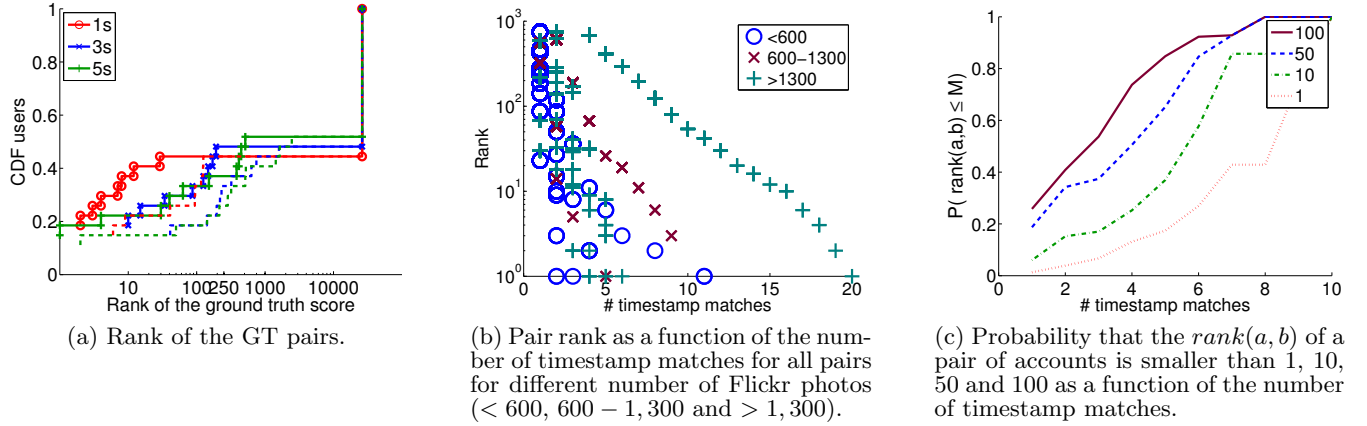 1
0.8
0.6
0.4
0.2
0
CDF users
1s
3s
5s
10
100
250
1000
10000
Rank of the ground truth score
(a) Rank of the GT pairs.
10³
10²
10¹
10⁰
Rank
<600
600−1300
>1300
0
5
10
15
20
# timestamp matches
(b) Pair rank as a function of the num-
ber of timestamp matches for all pairs
for different number of Flickr photos
(< 600, 600 − 1, 300 and > 1, 300).
1
0.8
0.6
0.4
0.2
0
P( rank(a,b) ≤ M)
100
50
10
1
0
2
4
6
8
10
# timestamp matches
(c) Probability that the rank(a, b) of a
pair of accounts is smaller than 1, 10,
50 and 100 as a function of the number
of timestamp matches.